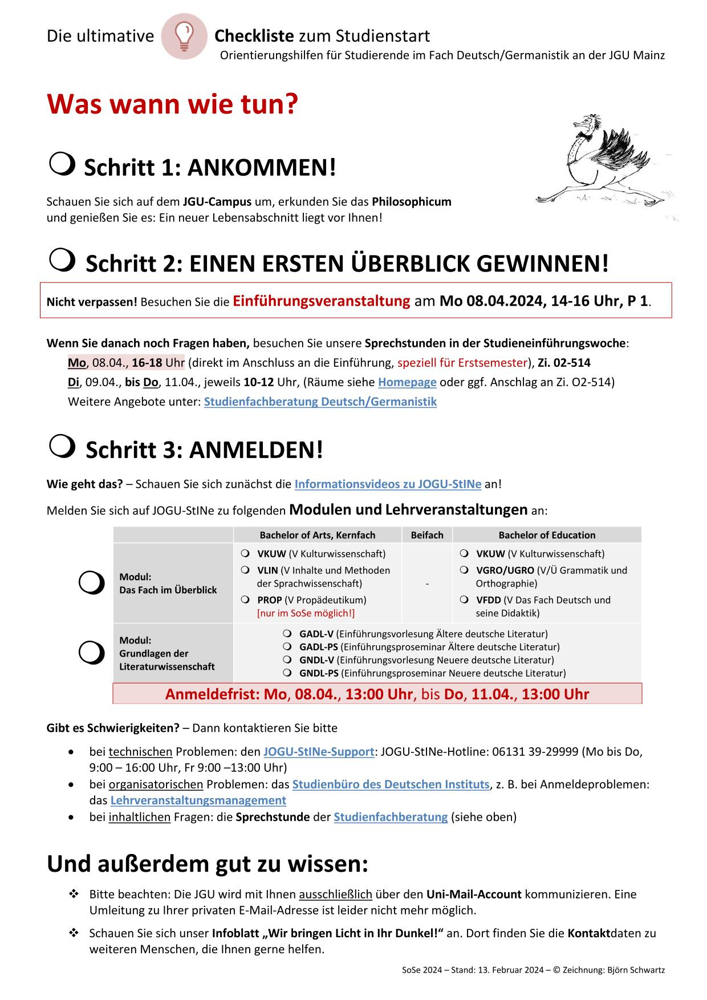 Die ultimative Checkliste zum Studienstart
Orientierungshilfen für Studierende im Fach Deutsch/Germanistik an der JGU Mainz
Was wann wie tun?
❍ Schritt 1: ANKOMMEN!
Schauen Sie sich auf dem JGU-Campus um, erkunden Sie das Philosophicum
und genießen Sie es: Ein neuer Lebensabschnitt liegt vor Ihnen!
❍ Schritt 2: EINEN ERSTEN ÜBERBLICK GEWINNEN!
Nicht verpassen! Besuchen Sie die Einführungsveranstaltung am Mo 08.04.2024, 14-16 Uhr, P 1.
Wenn Sie danach noch Fragen haben, besuchen Sie unsere Sprechstunden in der Studieneinführungswoche:
Mo, 08.04., 16-18 Uhr (direkt im Anschluss an die Einführung, speziell für Erstsemester), Zi. 02-514
Di, 09.04., bis Do, 11.04., jeweils 10-12 Uhr, (Räume siehe Homepage oder ggf. Anschlag an Zi. O2-514)
Weitere Angebote unter: Studienfachberatung Deutsch/Germanistik
❍ Schritt 3: ANMELDEN!
Wie geht das? – Schauen Sie sich zunächst die Informationsvideos zu JOGU-StINe an!
Melden Sie sich auf JOGU-StINe zu folgenden Modulen und Lehrveranstaltungen an:
Bachelor of Arts, Kernfach Beifach Bachelor of Education
❍ Modul:
Das Fach im Überblick
❍ VKUW (V Kulturwissenschaft)
❍ VLIN (V Inhalte und Methoden
der Sprachwissenschaft)
❍ PROP (V Propädeutikum)
[nur im SoSe möglich!]
-
❍ VKUW (V Kulturwissenschaft)
❍ VGRO/UGRO (V/Ü Grammatik und
Orthographie)
❍ VFDD (V Das Fach Deutsch und
seine Didaktik)
❍ Modul:
Grundlagen der
Literaturwissenschaft
❍ GADL-V (Einführungsvorlesung Ältere deutsche Literatur)
❍ GADL-PS (Einführungsproseminar Ältere deutsche Literatur)
❍ GNDL-V (Einführungsvorlesung Neuere deutsche Literatur)
❍ GNDL-PS (Einführungsproseminar Neuere deutsche Literatur)
Anmeldefrist: Mo, 08.04., 13:00 Uhr, bis Do, 11.04., 13:00 Uhr
Gibt es Schwierigkeiten? – Dann kontaktieren Sie bitte
• bei technischen Problemen: den JOGU-StINe-Support: JOGU-StINe-Hotline: 06131 39-29999 (Mo bis Do,
9:00 – 16:00 Uhr, Fr 9:00 –13:00 Uhr)
• bei organisatorischen Problemen: das Studienbüro des Deutschen Instituts, z. B. bei Anmeldeproblemen:
das Lehrveranstaltungsmanagement
• bei inhaltlichen Fragen: die Sprechstunde der Studienfachberatung (siehe oben)
Und außerdem gut zu wissen:
❖ Bitte beachten: Die JGU wird mit Ihnen ausschließlich über den Uni-Mail-Account kommunizieren. Eine
Umleitung zu Ihrer privaten E-Mail-Adresse ist leider nicht mehr möglich.
❖ Schauen Sie sich unser Infoblatt „Wir bringen Licht in Ihr Dunkel!“ an. Dort finden Sie die Kontaktdaten zu
weiteren Menschen, die Ihnen gerne helfen.
SoSe 2024 – Stand: 13. Februar 2024 – © Zeichnung: Björn Schwartz